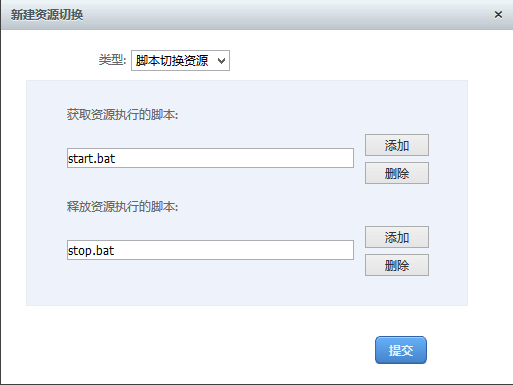 新建资源切换
类型: 脚本切换资源
获取资源执行的脚本:
start.bat
添加
删除
释放资源执行的脚本:
stop.bat
添加
删除
提交